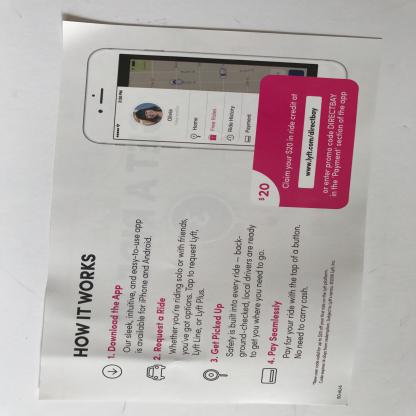 HOW IT WORKS
1. Download the App
Our sleek, intuitive, and easy-to-use app
is available for iPhone and Android.
2. Request a Ride
Whether you're riding solo or with friends,
you've got options. Tap to request Lyft,
Lyft Line, or Lyft Plus.
3. Get Picked Up
Safety is built into every ride — back-
ground-checked, local drivers are ready
to get you where you need to go.
4. Pay Seamlessly
Pay for your ride with the tap of a button.
No need to carry cash.
Olivia
Home
Free Rides
Ride History
Payment
$20
Claim your $20 in ride credit at
www.lyft.com/directbay
or enter promo code DIRECTBAY
in the 'Payment' section of the app